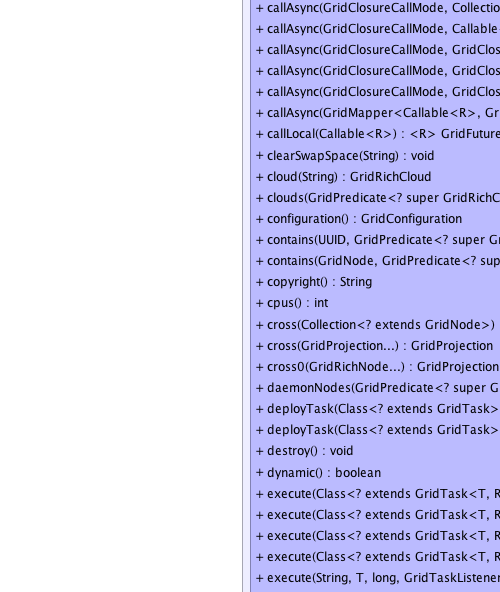 + callAsync(GridClosureCallMode, Collectio
+ callAsync(GridClosureCallMode, Callable
+ callAsync(GridClosureCallMode, GridClos
+ callAsync(GridClosureCallMode, GridClos
+ callAsync(GridClosureCallMode, GridClos
+ callAsync(GridMapper<Callable<R>, Gr
+ callLocal(Callable<R>) : <R> GridFuture
+ clearSwapSpace(String) : void
+ cloud(String) : GridRichCloud
+ clouds(GridPredicate<? super GridRichC
+ configuration() : GridConfiguration
+ contains(UUID, GridPredicate<? super Gr
+ contains(GridNode, GridPredicate<? sup
+ copyright() : String
+ cpus() : int
+ cross(Collection<? extends GridNode>)
+ cross(GridProjection...) : GridProjection
+ cross0(GridRichNode...) : GridProjection
+ daemonNodes(GridPredicate<? super G
+ deployTask(Class<? extends GridTask>
+ deployTask(Class<? extends GridTask>
+ destroy() : void
+ dynamic() : boolean
+ execute(Class<? extends GridTask<T, R
+ execute(Class<? extends GridTask<T, R
+ execute(Class<? extends GridTask<T, R
+ execute(Class<? extends GridTask<T, R
+ execute(String, T, long, GridTaskListener